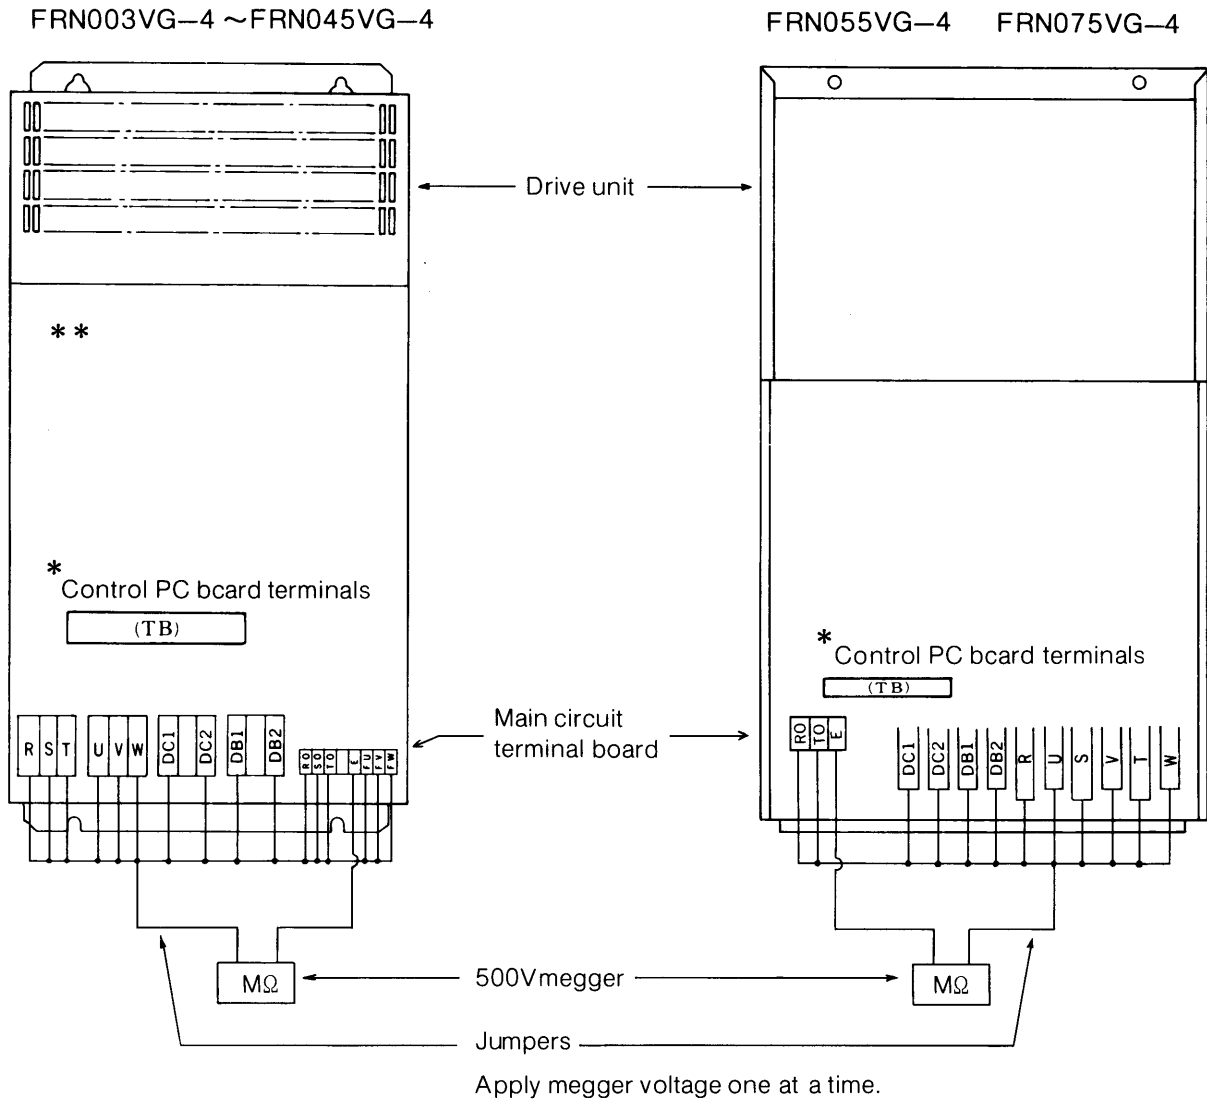 FRN003VG—4 ~FRN045VG—4
FRN055VG—4 FRN075VG—4
Drive unit
**
*
Control PC bcard terminals
(TB)
*
Control PC bcard terminals
(TB)
R S T U V W DC1 DC2 DB1 DB2 RO SO TO E FU FV FW
Main circuit
terminal board
RO TO E DC1 DC2 DB1 DB2 R U S V T W
MΩ
500Vmegger
MΩ
Jumpers
Apply megger voltage one at a time.